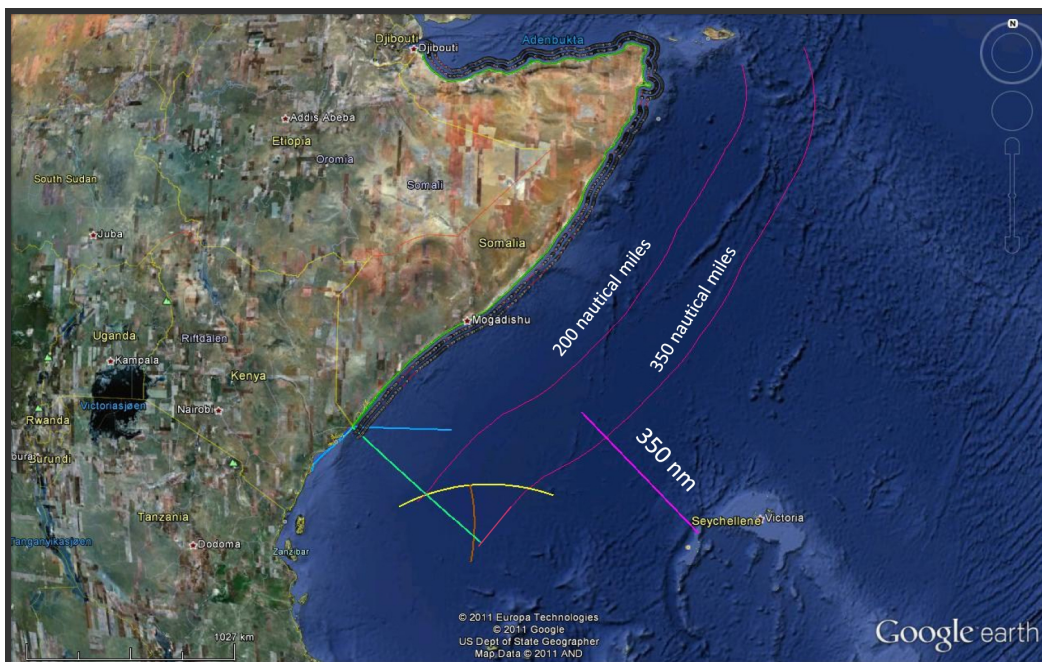 N
Adenbukta
Djibouti
Djibouti
Addis Abeba
Etiopia
Oromia
South Sudan
Somali
Juba
Somalia
200 nautical miles
350 nautical miles
Mogadishu
Uganda
Riftdalen
Kampala
Kenya
Victoriasjøen
Nairobi
Rwanda
350 nm
Burundi
Tanzania
Seychellene
Victoria
Tanganyikasjøen
Dodoma
Zanzibar
1027 km
© 2011 Europa Technologies
© 2011 Google
US Dept of State Geographer
Map Data © 2011 AND
Google earth